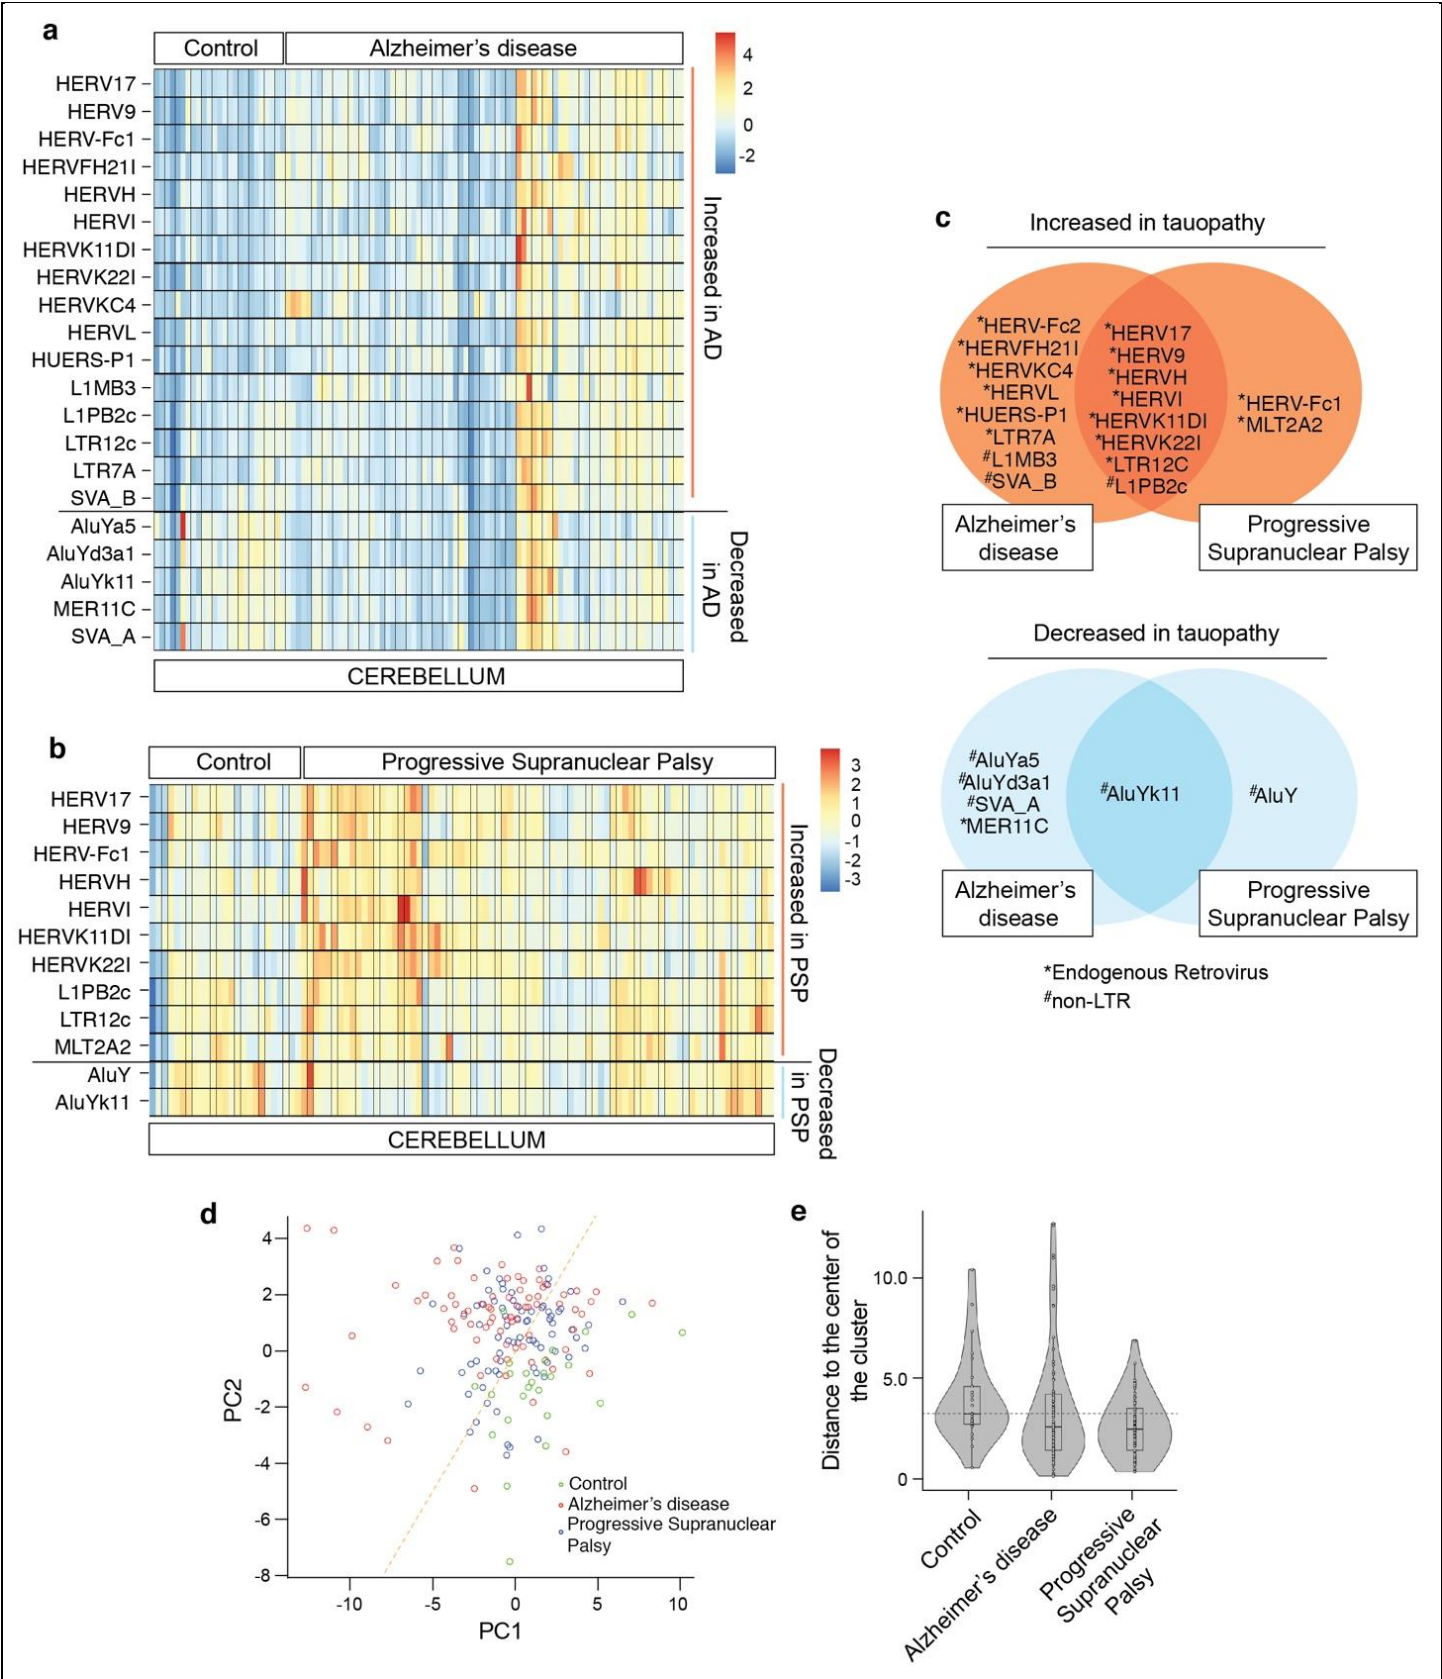 a
Control
Alzheimer's disease
HERV17
HERV9
HERV-Fc1
HERVFH21I
HERVH
HERVI
HERVK11DI
HERVK22I
HERVKC4
HERVL
HUERS-P1
L1MB3
L1PB2c
LTR12c
LTR7A
SVA_B
AluYa5
AluYd3a1
AluYk11
MER11C
SVA_A
4
2
0
-2
Increased in AD
Decreased
in AD
CEREBELLUM
b
Control
Progressive Supranuclear Palsy
HERV17
HERV9
HERV-Fc1
HERVH
HERVI
HERVK11DI
HERVK22I
L1PB2c
LTR12c
MLT2A2
AluY
AluYk11
3
2
1
0
-1
-2
-3
Increased in PSP
Decreased
in PSP
CEREBELLUM
c
Increased in tauopathy
*HERV-Fc2
*HERVFH21I
*HERVKC4
*HERVL
*HUERS-P1
*LTR7A
#L1MB3
#SVA_B
*HERV17
*HERV9
*HERVH
*HERVI
*HERVK11DI
*HERVK22I
*LTR12C
#L1PB2c
*HERV-Fc1
*MLT2A2
Alzheimer's
disease
Progressive
Supranuclear Palsy
Decreased in tauopathy
#AluYa5
#AluYd3a1
#SVA_A
*MER11C
#AluYk11
#AluY
Alzheimer's
disease
Progressive
Supranuclear Palsy
*Endogenous Retrovirus
#non-LTR
d
PC2
4
2
0
-2
-4
-6
-8
-10
-5
0
5
10
PC1
Control
Alzheimer's disease
Progressive Supranuclear
Palsy
e
Distance to the center of
the cluster
10.0
5.0
0
Control
Alzheimer's disease
Progressive
Supranuclear
Palsy